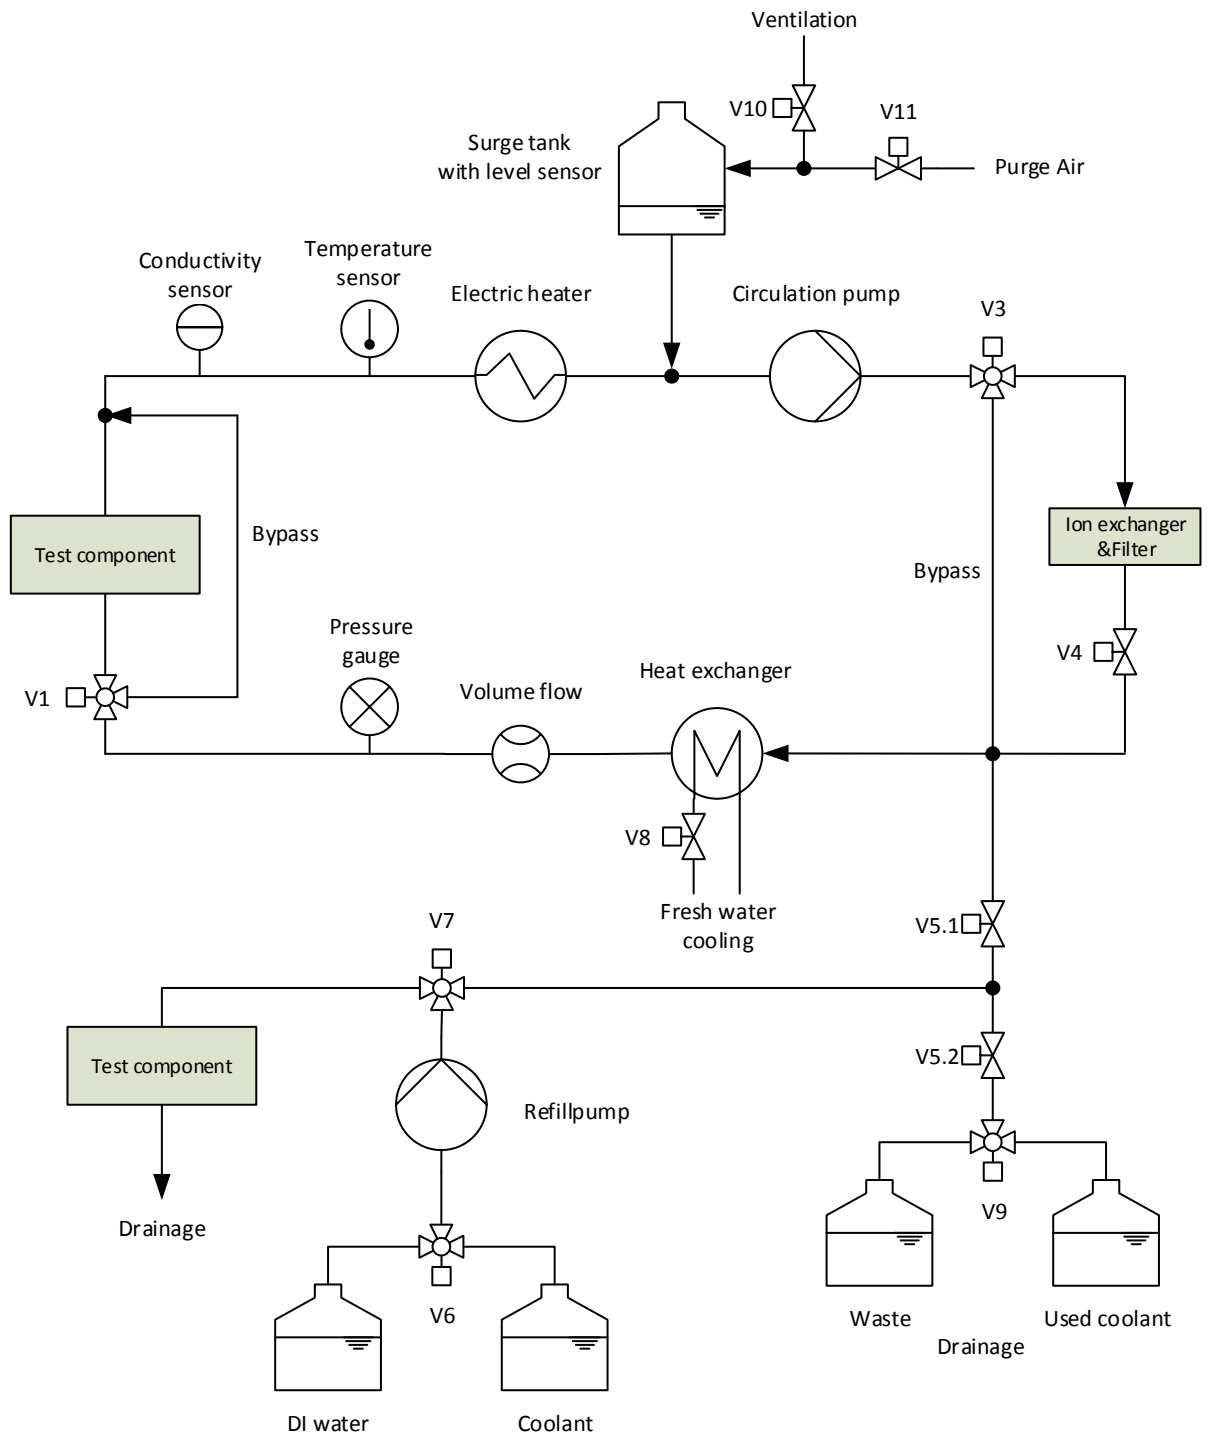 Ventilation
V10
V11
Surge tank
with level sensor
Purge Air
Conductivity
sensor
Temperature
sensor
Electric heater
Circulation pump
V3
Test component
Bypass
Bypass
Ion exchanger
&Filter
V1
Pressure
gauge
Volume flow
Heat exchanger
V4
V8
Fresh water
cooling
V5.1
V7
V5.2
Test component
Refillpump
Drainage
V6
V9
Waste
Used coolant
Drainage
DI water
Coolant